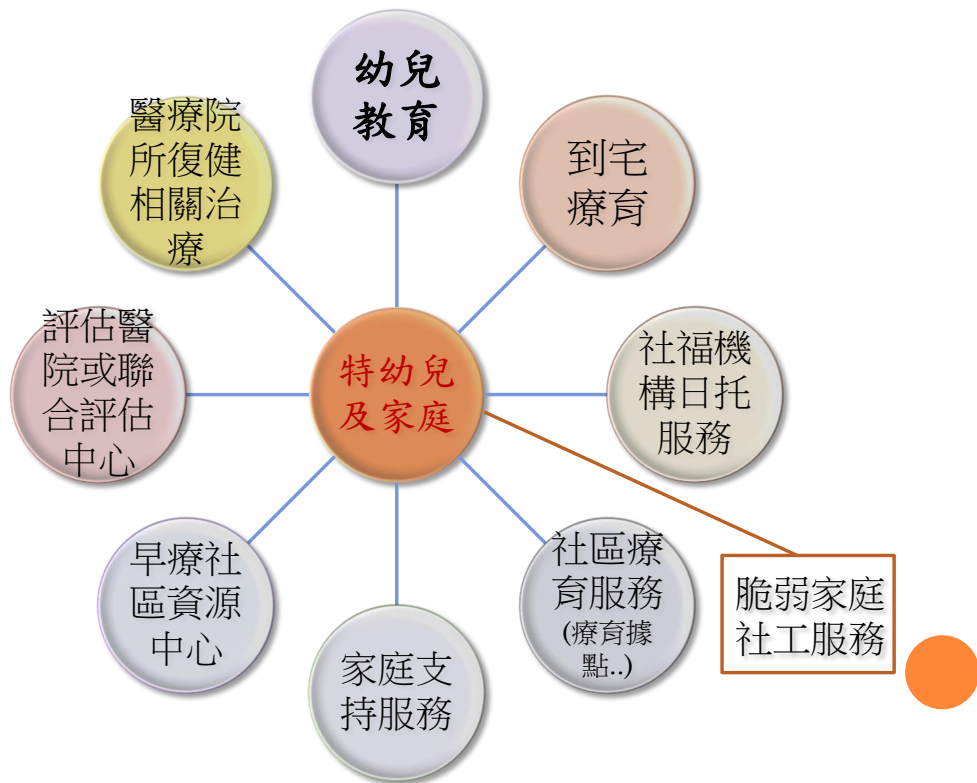 幼兒
教育
醫療院
所復健
相關治
療
到宅
療育
評估醫
院或聯
合評估
中心
特幼兒
及家庭
社福機
構日托
服務
早療社
區資源
中心
家庭支
持服務
社區療
育服務
(療育據
點..)
脆弱家庭
社工服務